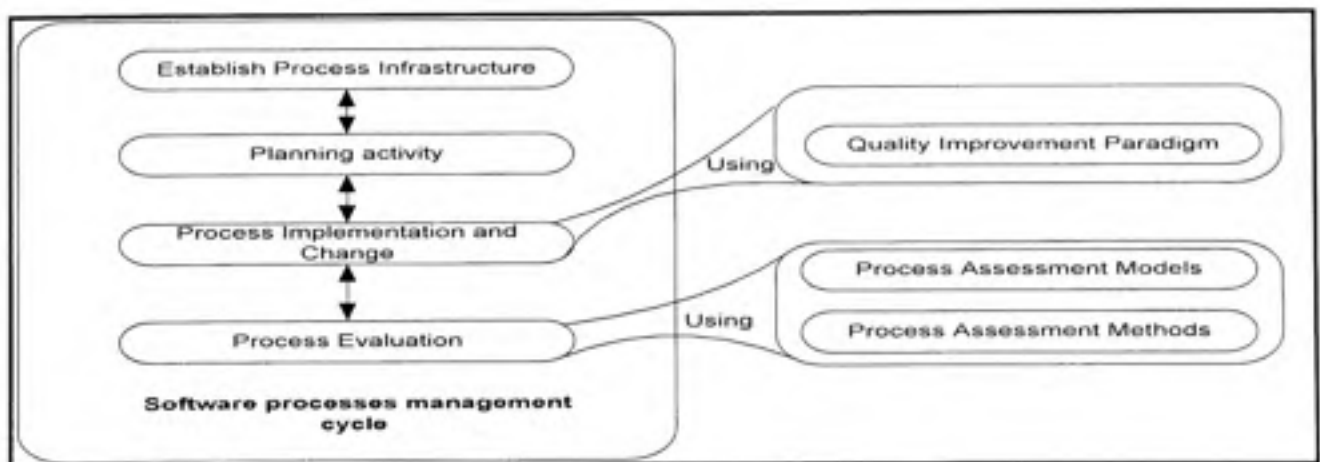 Establish Process Infrastructure
Planning activity
Quality Improvement Paradigm
Using
Process Implementation and
Change
Process Assessment Models
Using
Process Assessment Methods
Process Evaluation
Software processes management
cycle